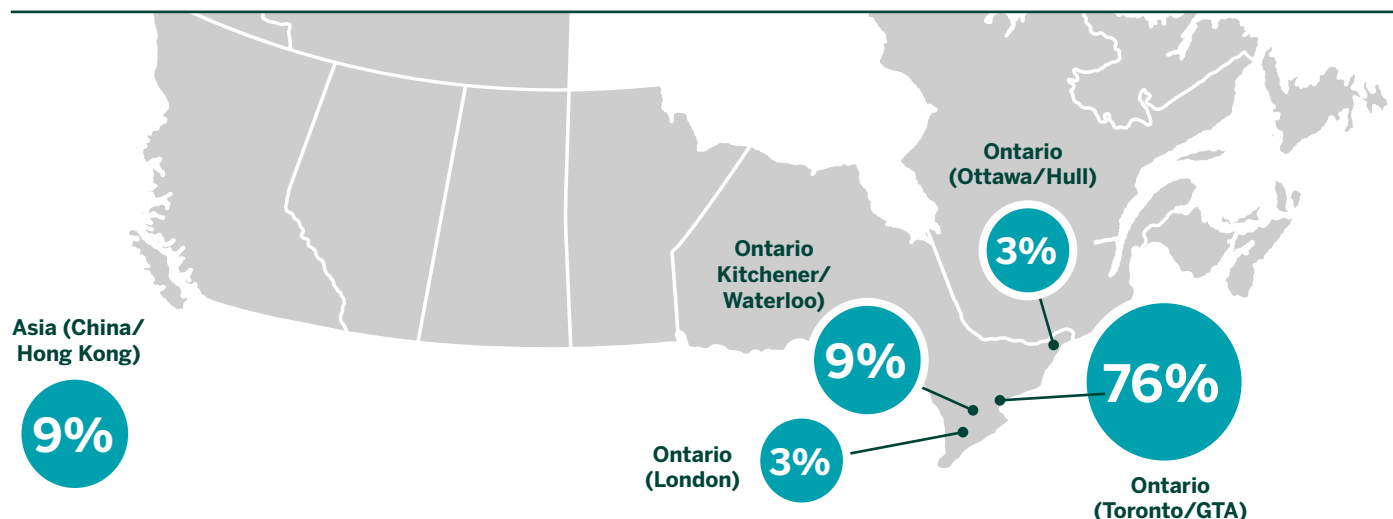 Ontario
(Ottawa/Hull)
3%
Ontario
Kitchener/
Waterloo)
9%
Asia (China/
Hong Kong)
9%
76%
Ontario
(London)
3%
Ontario
(Toronto/GTA)